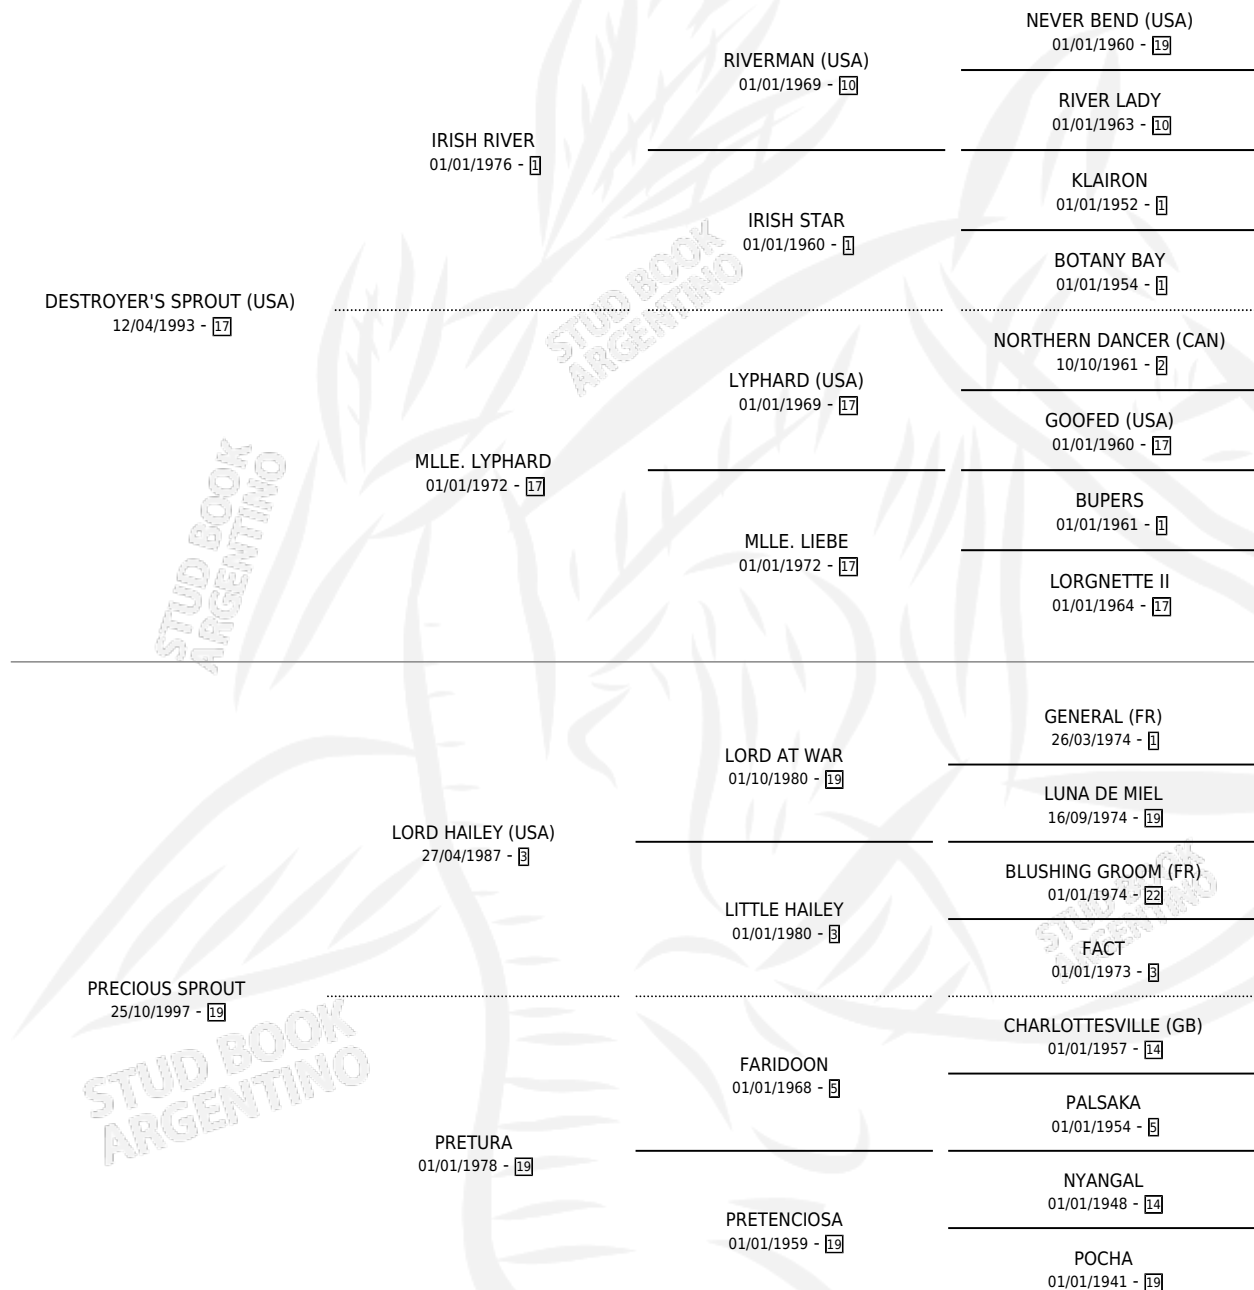 NEVER BEND (USA)
01/01/1960 - 19
RIVERMAN (USA)
01/01/1969 - 10
RIVER LADY
01/01/1963 - 10
IRISH RIVER
01/01/1976 - 1
KLAIRON
01/01/1952 - 1
IRISH STAR
01/01/1960 - 1
BOTANY BAY
01/01/1954 - 1
DESTROYER'S SPROUT (USA)
12/04/1993 - 17
NORTHERN DANCER (CAN)
10/10/1961 - 2
LYPHARD (USA)
01/01/1969 - 17
GOOFED (USA)
01/01/1960 - 17
MLLE. LYPHARD
01/01/1972 - 17
BUPERS
01/01/1961 - 1
MLLE. LIEBE
01/01/1972 - 17
LORGNETTE II
01/01/1964 - 17
STUD BOOK
ARGENTINO
STUD BOOK
ARGENTINO
GENERAL (FR)
26/03/1974 - 1
LORD AT WAR
01/10/1980 - 19
LUNA DE MIEL
16/09/1974 - 19
LORD HAILEY (USA)
27/04/1987 - 3
BLUSHING GROOM (FR)
01/01/1974 - 22
LITTLE HAILEY
01/01/1980 - 3
FACT
01/01/1973 - 3
PRECIOUS SPROUT
25/10/1997 - 19
CHARLOTTESVILLE (GB)
01/01/1957 - 14
FARIDOON
01/01/1968 - 5
PALSAKA
01/01/1954 - 5
PRETURA
01/01/1978 - 19
NYANGAL
01/01/1948 - 14
PRETENCIOSA
01/01/1959 - 19
POCHA
01/01/1941 - 19
STUD BOOK
ARGENTINO
STUD BOOK
ARGENTINO